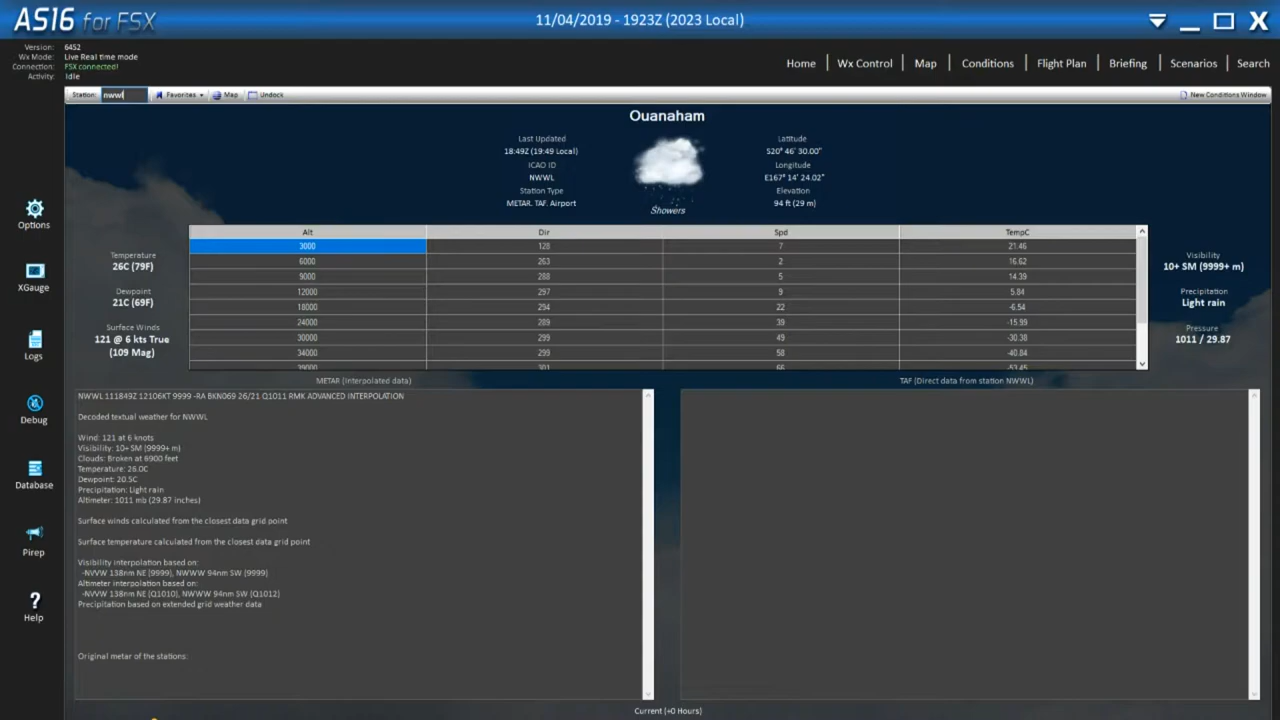 AS16 for FSX
11/04/2019 - 1923Z (2023 Local)
Version: 6452
Wx Mode: Live Real time mode
Connection: FSX connected!
Activity: Idle
Home Wx Control Map Conditions Flight Plan Briefing Scenarios Search
Station: nwwl Favorites Map Undock New Conditions Window
Ouanaham
Last Updated
18:49Z (19:49 Local)
ICAO ID
NWWL
Station Type
METAR. TAF. Airport
Showers
Latitude
S20° 46' 30.00"
Longitude
E167° 14' 24.02"
Elevation
94 ft (29 m)
Options
XGauge
Logs
Debug
Database
Pirep
Help
Temperature
26C (79F)
Dewpoint
21C (69F)
Surface Winds
121 @ 6 kts True
(109 Mag)
Alt Dir Spd TempC
3000 128 7 21.46
6000 263 2 16.62
9000 288 5 14.39
12000 297 9 5.84
18000 294 22 -6.54
24000 289 39 -15.99
30000 299 49 -30.38
34000 299 58 -40.84
39000 301 66 -53.45
Visibility
10+ SM (9999+ m)
Precipitation
Light rain
Pressure
1011 / 29.87
METAR (Interpolated data)
NWWL 111849Z 12106KT 9999 -RA BKN069 26/21 Q1011 RMK ADVANCED INTERPOLATION
Decoded textual weather for NWWL
Wind: 121 at 6 knots
Visibility: 10+ SM (9999+ m)
Clouds: Broken at 6900 feet
Temperature: 26.0C
Dewpoint: 20.5C
Precipitation: Light rain
Altimeter: 1011 mb (29.87 inches)
Surface winds calculated from the closest data grid point
Surface temperature calculated from the closest data grid point
Visibility interpolation based on:
-NVVW 138nm NE (9999), NWWW 94nm SW (9999)
Altimeter interpolation based on:
-NVVW 138nm NE (Q1010), NWWW 94nm SW (Q1012)
Precipitation based on extended grid weather data
Original metar of the stations:
TAF (Direct data from station NWWL)
Current (+0 Hours)